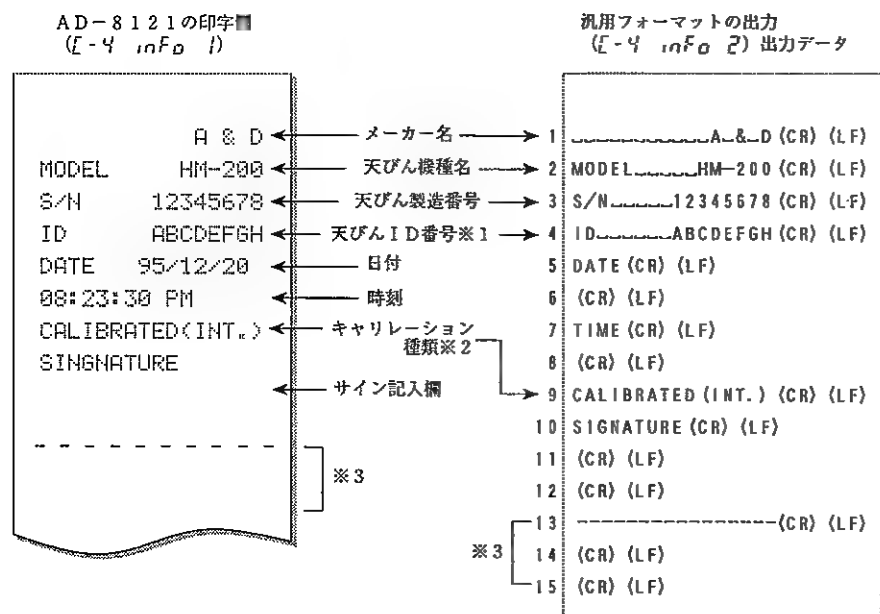 AD-8121の印字
(C-4 inFo 1)
A & D
MODEL HM-200
S/N 12345678
ID ABCDEFGH
DATE 95/12/20
08:23:30 PM
CALIBRATED(INT.)
SINGNATURE
- - - - - - - - - - - - -
※3
メーカー名
天びん機種名
天びん製造番号
天びんID番号※1
日付
時刻
キャリレーション
種類※2
サイン記入欄
汎用フォーマットの出力
(C-4 inFo 2) 出力データ
1 ␣␣␣␣␣␣␣␣␣␣␣A␣&␣D(CR) (LF)
2 MODEL␣␣␣␣␣HM-200(CR) (LF)
3 S/N␣␣␣␣␣12345678(CR) (LF)
4 ID␣␣␣␣␣␣ABCDEFGH(CR) (LF)
5 DATE(CR) (LF)
6 (CR) (LF)
7 TIME(CR) (LF)
8 (CR) (LF)
9 CALIBRATED(INT.) (CR) (LF)
10 SIGNATURE(CR) (LF)
11 (CR) (LF)
12 (CR) (LF)
13 ----------------(CR) (LF)
14 (CR) (LF)
15 (CR) (LF)
※3